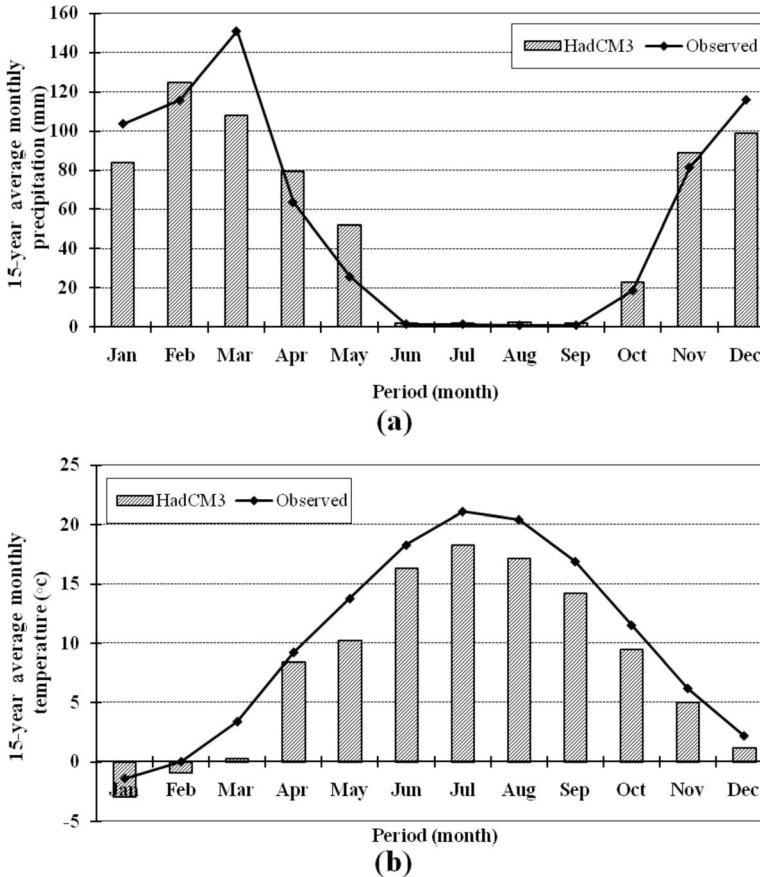 160
140
120
100
80
60
40
20
0
15-year average monthly
precipitation (mm)
HadCM3 Observed
Jan Feb Mar Apr May Jun Jul Aug Sep Oct Nov Dec
Period (month)
(a)
25
20
15
10
5
0
-5
15-year average monthly
temperature (°c)
HadCM3 Observed
Jan Feb Mar Apr May Jun Jul Aug Sep Oct Nov Dec
Period (month)
(b)